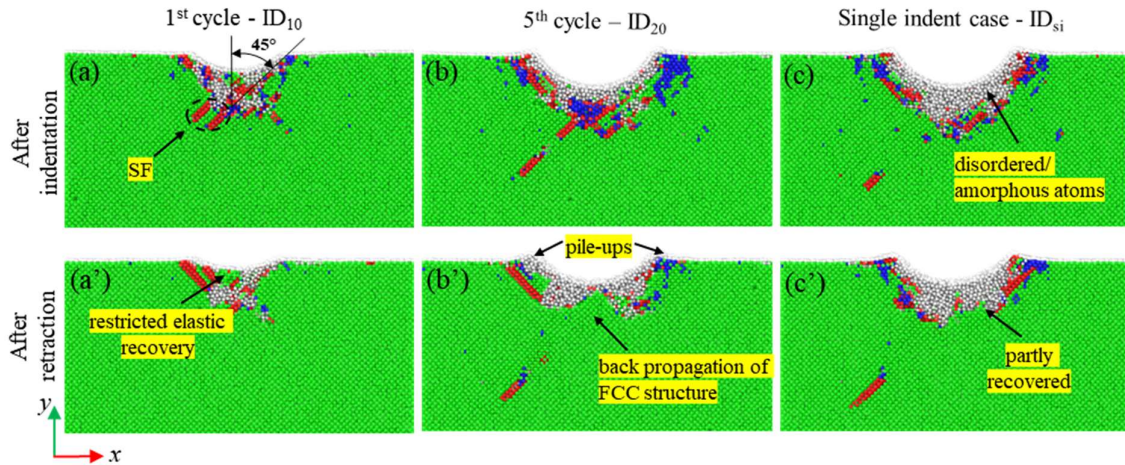 1st cycle - ID10
5th cycle – ID20
Single indent case - IDsi
45°
(a)
(b)
(c)
After
indentation
SF
disordered/
amorphous atoms
pile-ups
(a’)
(b’)
(c’)
After
retraction
restricted elastic
recovery
back propagation of
FCC structure
partly
recovered
y
x